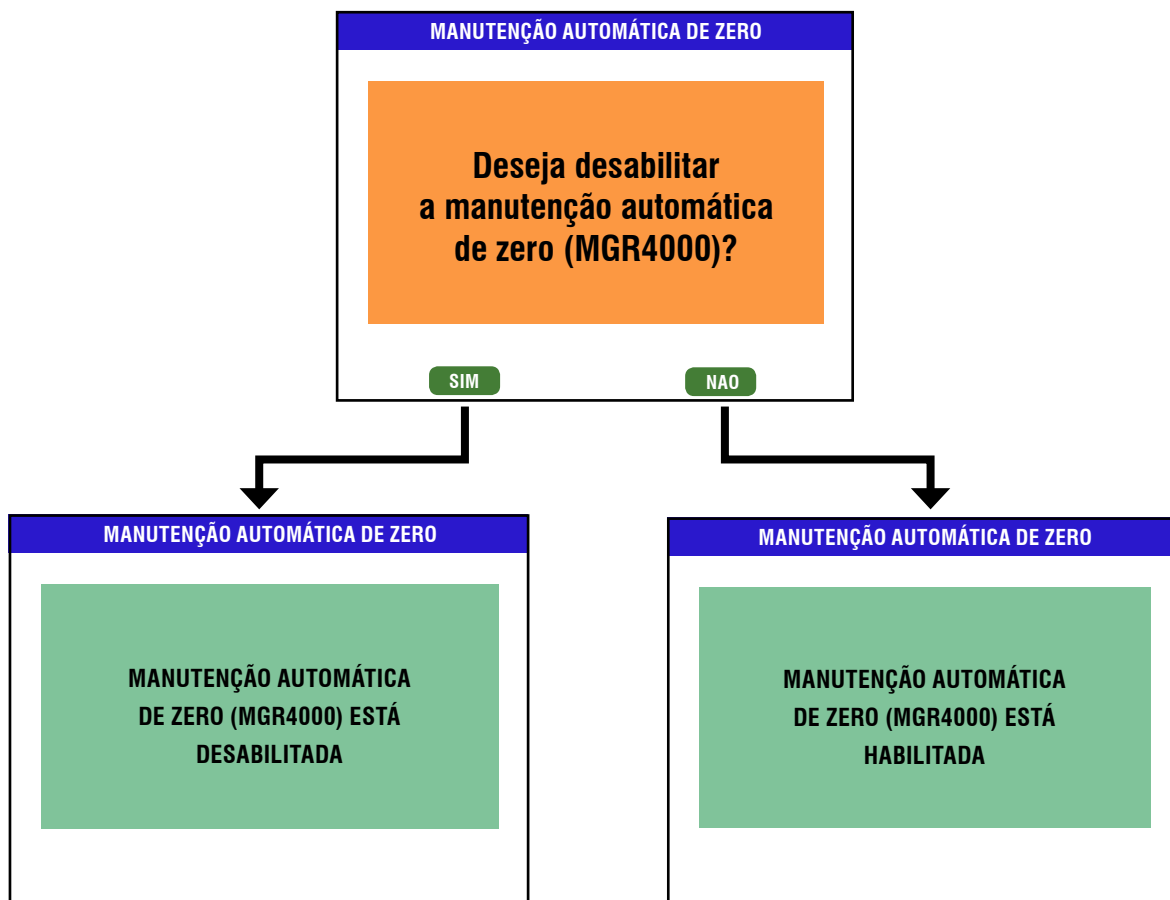 MANUTENÇÃO AUTOMÁTICA DE ZERO
Deseja desabilitar
a manutenção automática
de zero (MGR4000)?
SIM
NAO
MANUTENÇÃO AUTOMÁTICA DE ZERO
MANUTENÇÃO AUTOMÁTICA
DE ZERO (MGR4000) ESTÁ
DESABILITADA
MANUTENÇÃO AUTOMÁTICA DE ZERO
MANUTENÇÃO AUTOMÁTICA
DE ZERO (MGR4000) ESTÁ
HABILITADA